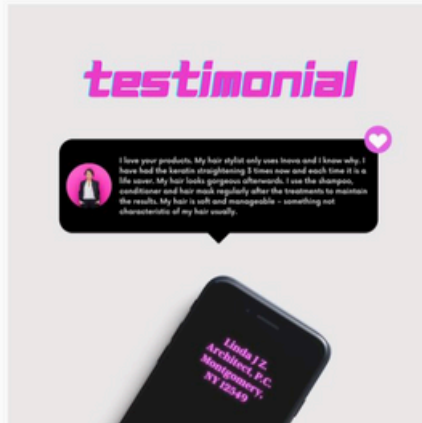 testimonial
I love your products. My hair stylist only uses Inova and I know why. I
have had the keratin straightening 3 times now and each time it is a
life saver. My hair looks gorgeous afterwards. I use the shampoo,
conditioner and hair mask regularly after the treatments to maintain
the results. My hair is soft and manageable – something not
characteristic of my hair usually.
Linda J Z.
Architect, P.C.
Montgomery,
NY 12549